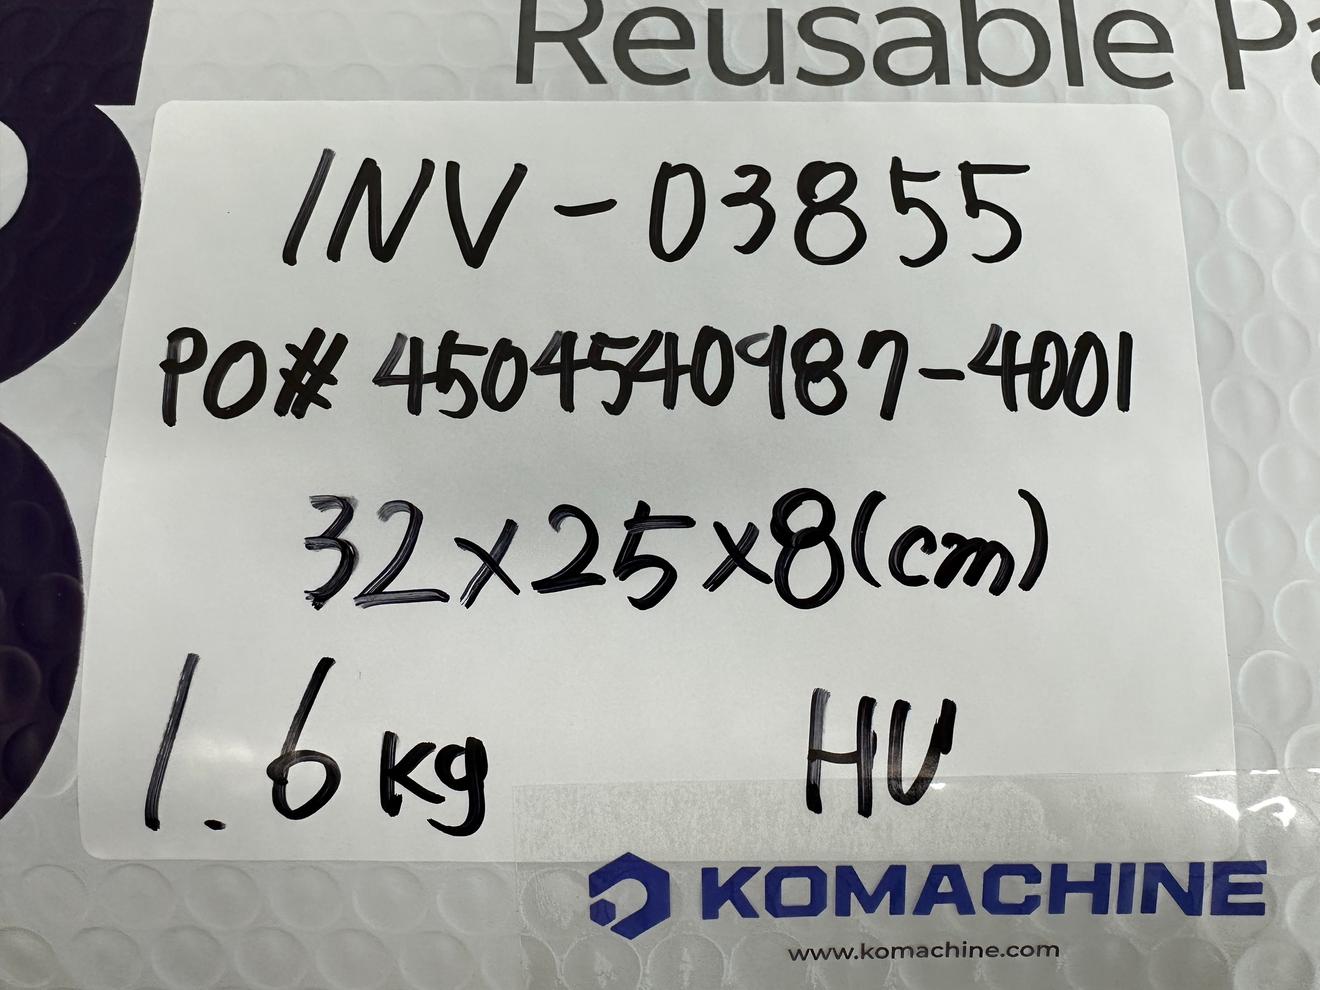 Reusable Pa
INV-03855
PO# 4504540987-4001
32x25x8(cm)
1.6kg HU
KOMACHINE
www.komachine.com